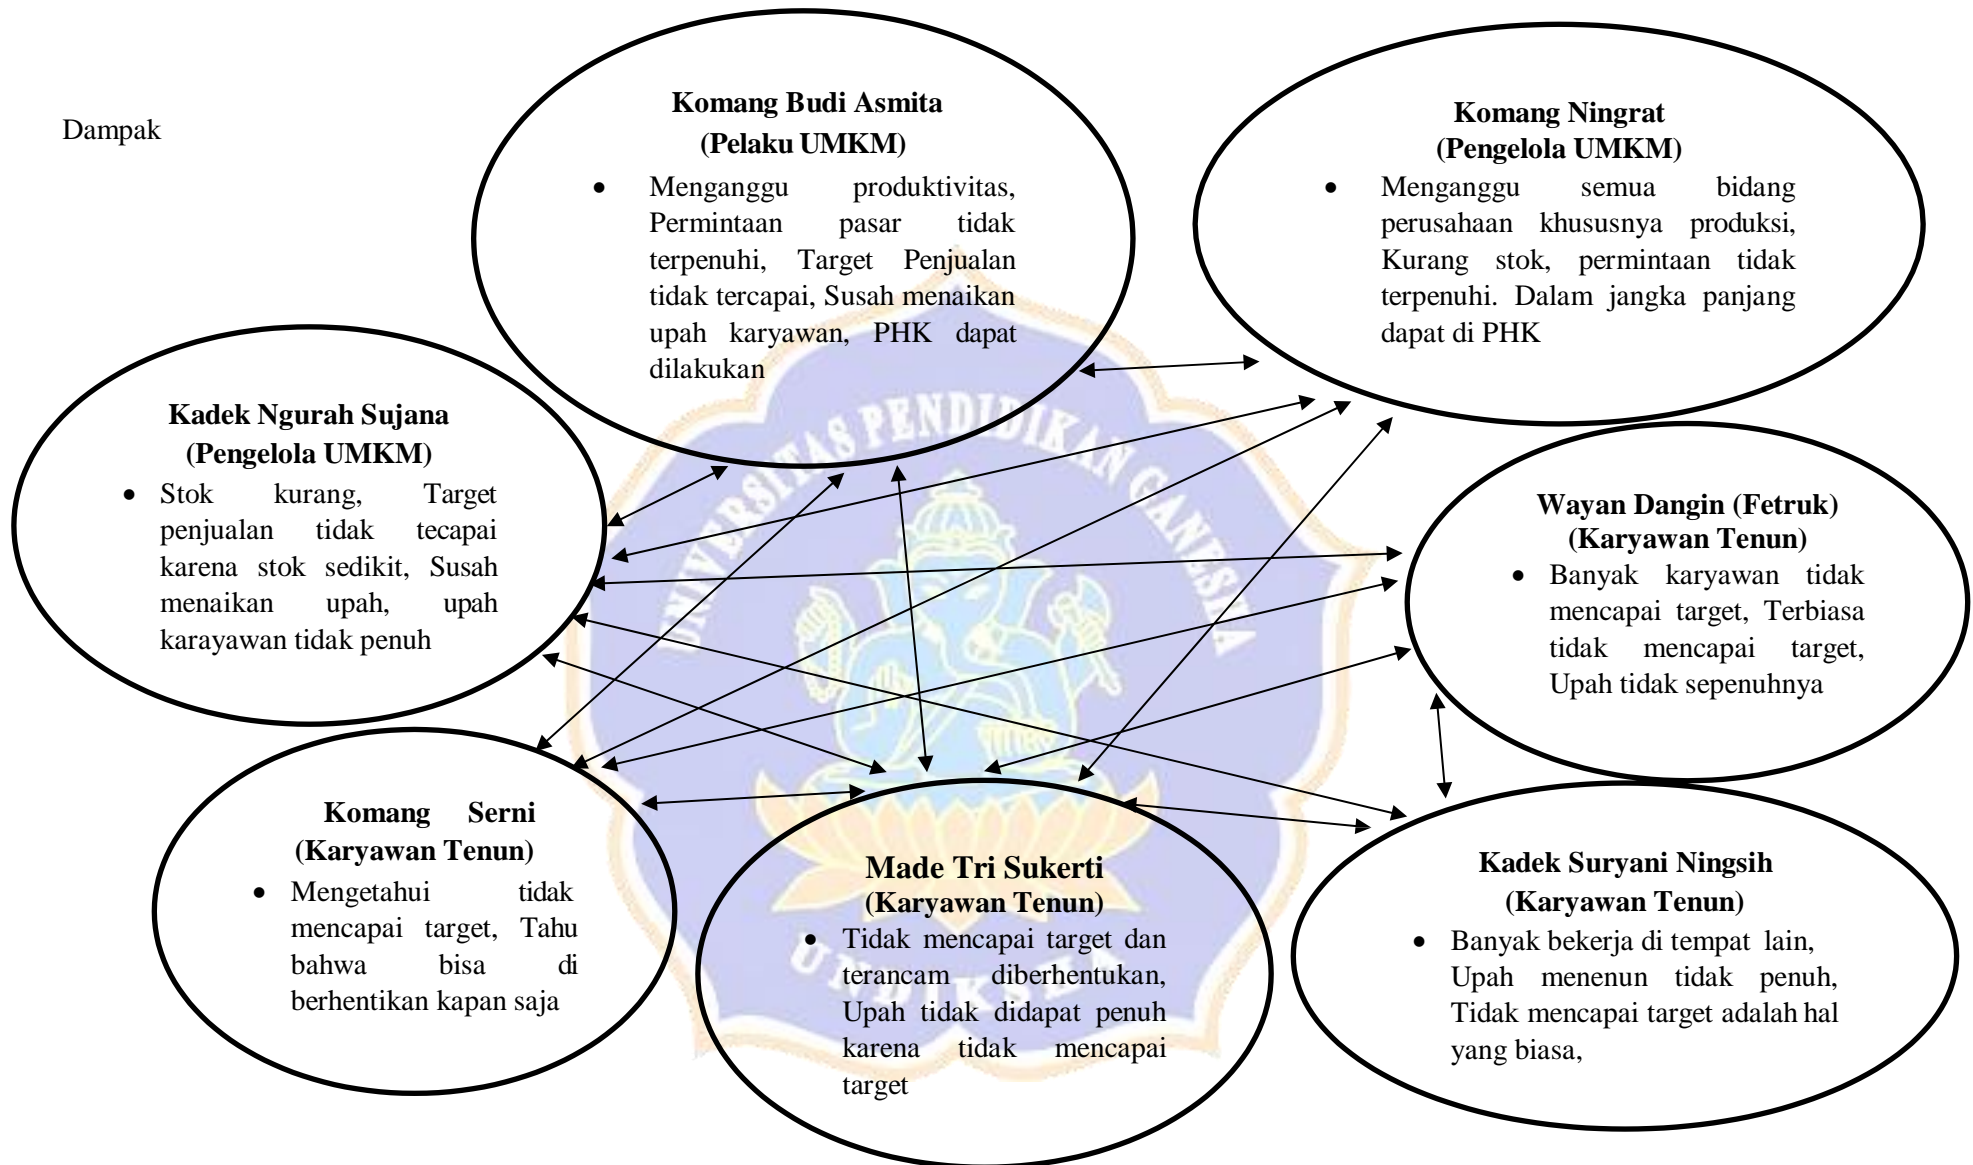 Dampak
Komang Budi Asmita
(Pelaku UMKM)
• Menganggu produktivitas,
Permintaan pasar tidak
terpenuhi, Target Penjualan
tidak tercapai, Susah menaikan
upah karyawan, PHK dapat
dilakukan
Komang Ningrat
(Pengelola UMKM)
• Menganggu semua bidang
perusahaan khususnya produksi,
Kurang stok, permintaan tidak
terpenuhi. Dalam jangka panjang
dapat di PHK
Kadek Ngurah Sujana
(Pengelola UMKM)
• Stok kurang, Target
penjualan tidak tecapai
karena stok sedikit, Susah
menaikan upah, upah
karayawan tidak penuh
Wayan Dangin (Fetruk)
(Karyawan Tenun)
• Banyak karyawan tidak
mencapai target, Terbiasa
tidak mencapai target,
Upah tidak sepenuhnya
Komang Serni
(Karyawan Tenun)
• Mengetahui tidak
mencapai target, Tahu
bahwa bisa di
berhentikan kapan saja
Made Tri Sukerti
(Karyawan Tenun)
• Tidak mencapai target dan
terancam diberhentukan,
Upah tidak didapat penuh
karena tidak mencapai
target
Kadek Suryani Ningsih
(Karyawan Tenun)
• Banyak bekerja di tempat lain,
Upah menenun tidak penuh,
Tidak mencapai target adalah hal
yang biasa,
UNIVERSITAS PENDIDIKAN GANESHA
UNDIKSHA